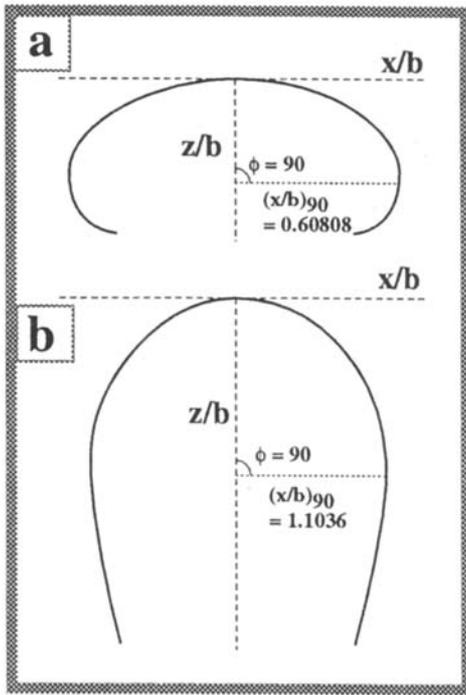 a
x/b
z/b
ϕ = 90
(x/b)90
= 0.60808
x/b
b
z/b
ϕ = 90
(x/b)90
= 1.1036